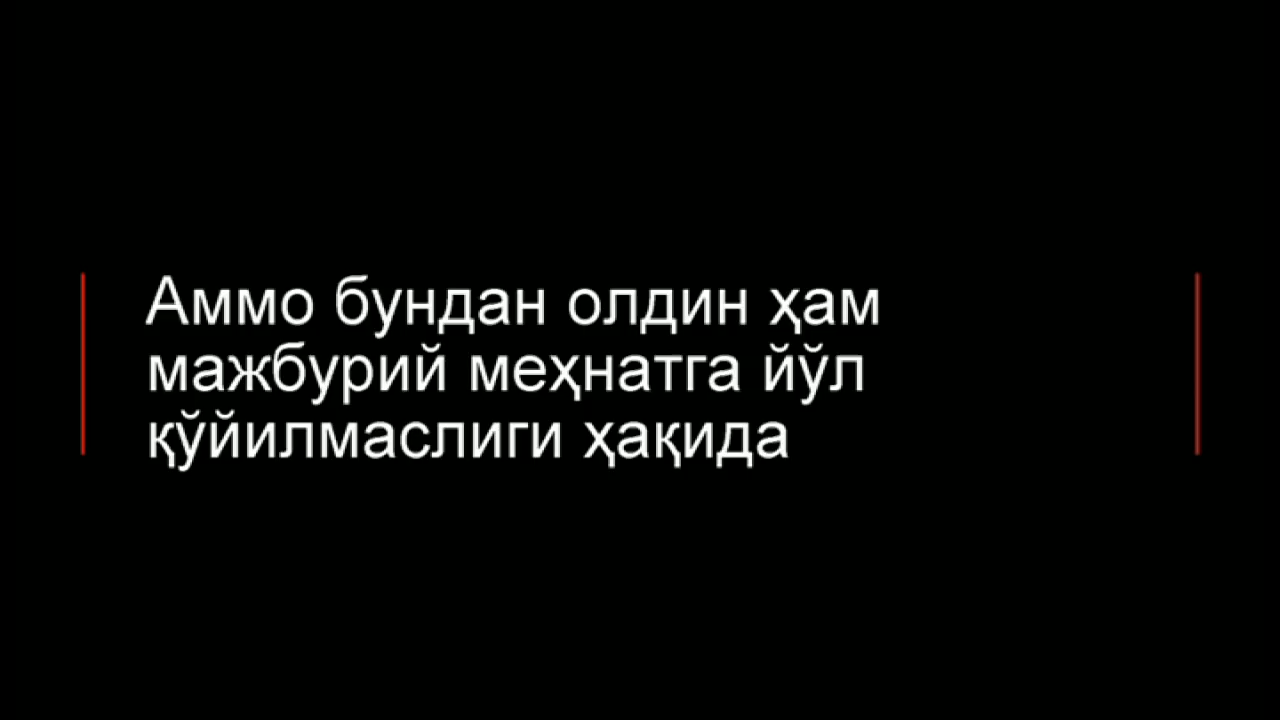 Аммо бундан олдин ҳам
мажбурий меҳнатга йўл
қўйилмаслиги ҳақида